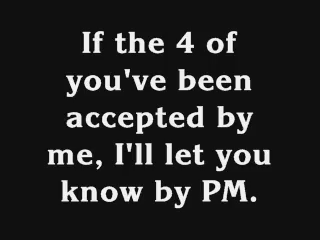 If the 4 of
you've been
accepted by
me, I'll let you
know by PM.